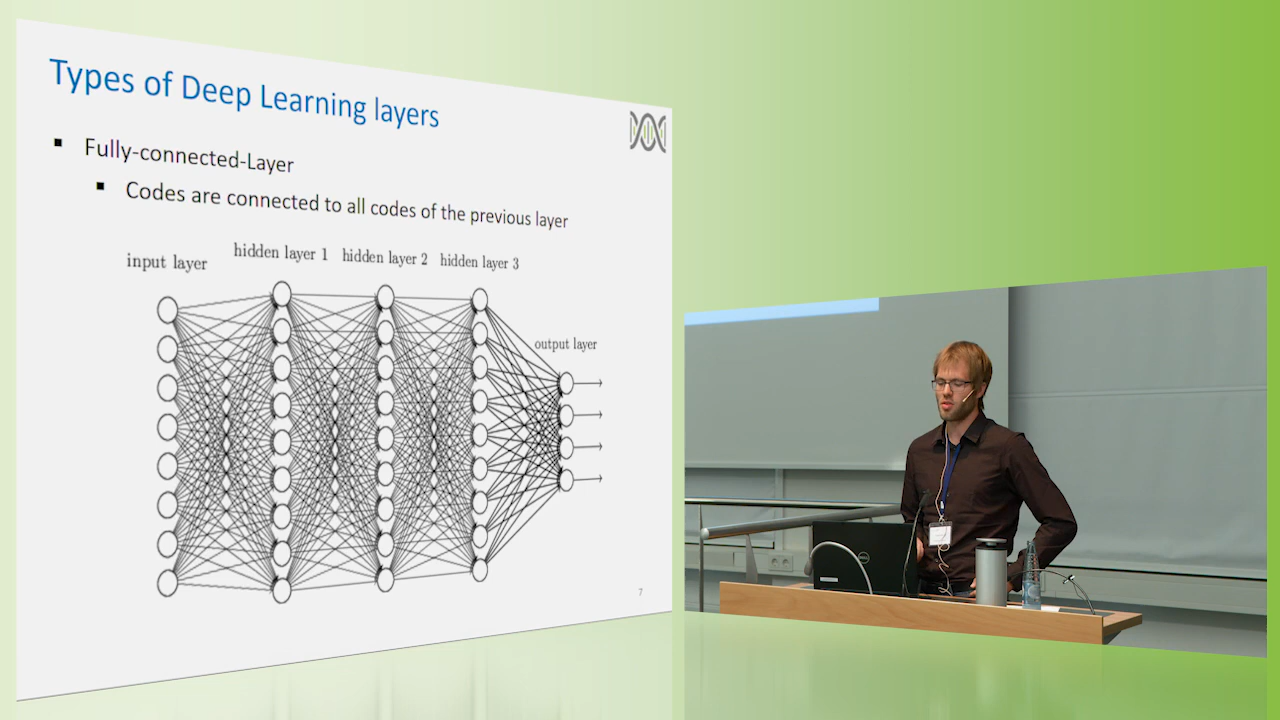 Types of Deep Learning layers
Fully-connected-Layer
Codes are connected to all codes of the previous layer
input layer
hidden layer 1
hidden layer 2
hidden layer 3
output layer
7
DELL